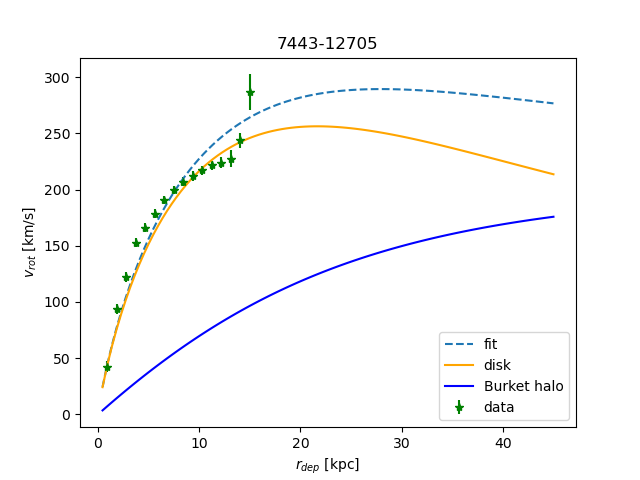 7443-12705
300
250
200
150
100
50
0
v_rot [km/s]
fit
disk
Burket halo
data
0 10 20 30 40
r_dep [kpc]